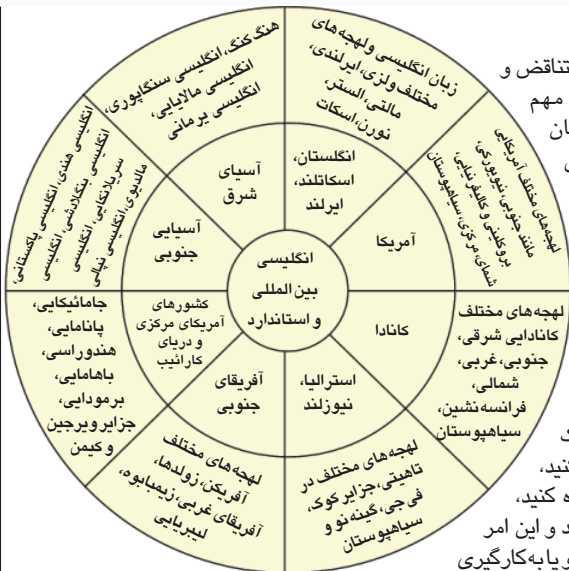 انگلیسی
بین‌المللی
و استاندارد
انگلستان،
اسکاتلند،
ایرلند
آمریکا
کانادا
استرالیا،
نیوزلند
آفریقای
جنوبی
کشورهای
آمریکای مرکزی
و دریای
کارائیب
آسیایی
جنوبی
آسیای
شرق
زبان انگلیسی و لهجه‌های
مختلف ولزی، ایرلندی،
مالتی، الستر،
نورن، اسکات
لهجه‌های مختلف آمریکایی
مانند جنوبی، نیویورکی،
بروکلینی و کالیفرنیایی،
شمای، مرکزی، سیاهپوستان
لهجه‌های مختلف
کانادایی شرقی،
جنوبی، غربی،
شمالی،
فرانسه‌نشین،
سیاهپوستان
لهجه‌های مختلف در
تاهیتی، جزایر کوک،
فی‌جی، گینه نو و
سیاهپوستان
لهجه‌های مختلف
آفریکن، زولدها،
آفریقای غربی، زیمبابوه،
لیبریایی
جامائیکایی،
پانامایی،
هندوراسی،
باهامایی،
برمودایی،
جزایر ویرجین
و کیمن
انگلیسی هندی، انگلیسی پاکستانی،
انگلیسی بنگلادشی، انگلیسی
سریلانکایی، انگلیسی
مالدیوی، انگلیسی نپالی
هنگ‌کنگ، انگلیسی سنگاپوری،
انگلیسی مالایایی،
انگلیسی برمانی
تناقض و
مهم
کنید،
کنید،
د و این امر
و یا به‌کارگیری